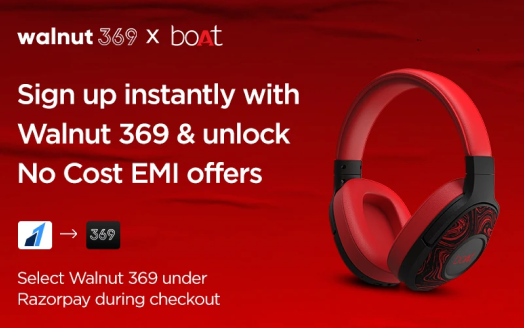 walnut 369 x boAt
Sign up instantly with
Walnut 369 & unlock
No Cost EMI offers
369
Select Walnut 369 under
Razorpay during checkout